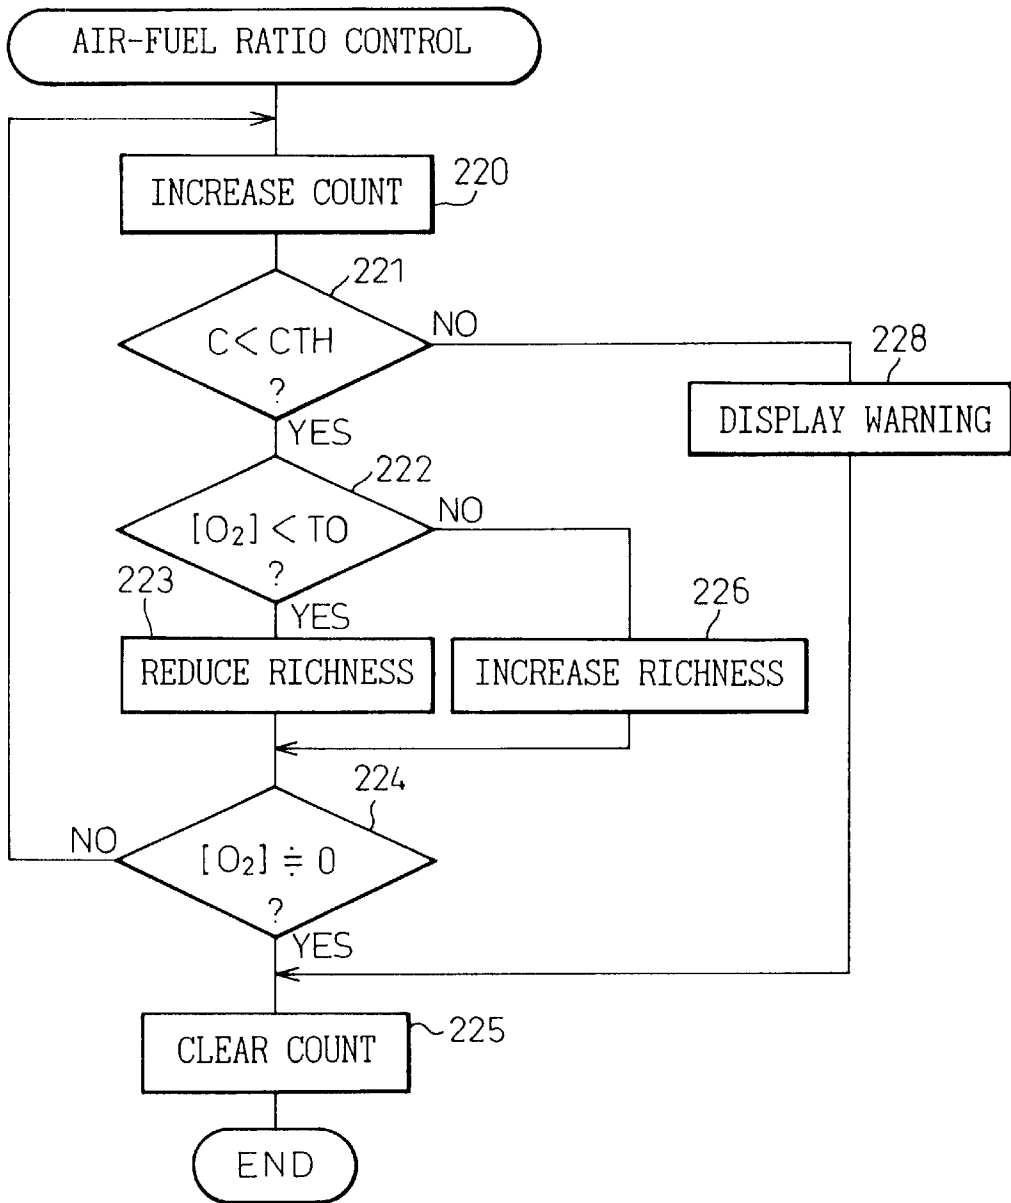 AIR-FUEL RATIO CONTROL
INCREASE COUNT
220
221
C < CTH
?
NO
YES
228
DISPLAY WARNING
222
[O₂] < TO
?
NO
YES
223
REDUCE RICHNESS
226
INCREASE RICHNESS
224
NO
[O₂] ≑ 0
?
YES
CLEAR COUNT
225
END